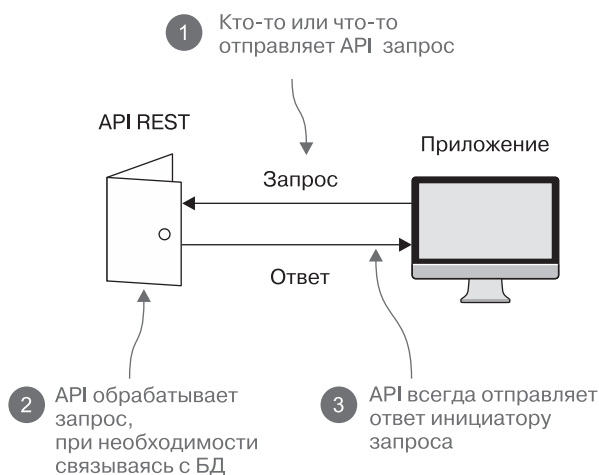 1
Кто-то или что-то
отправляет API запрос
API REST
Приложение
Запрос
Ответ
2
API обрабатывает
запрос,
при необходимости
связываясь с БД
3
API всегда отправляет
ответ инициатору
запроса